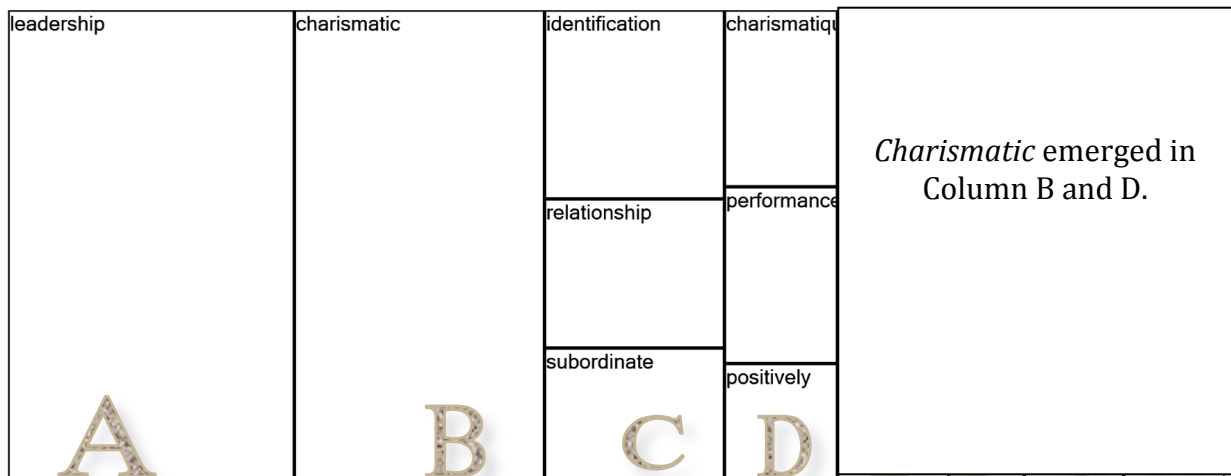 leadership
charismatic
identification
charismatiqu
Charismatic emerged in
Column B and D.
performance
relationship
subordinate
positively
A
B
C
D